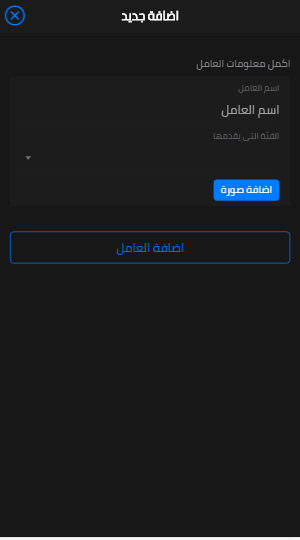 اضافة جديد
اكمل معلومات العامل
اسم العامل
اسم العامل
الفئة التي يقدمها
اضافة صورة
اضافة العامل